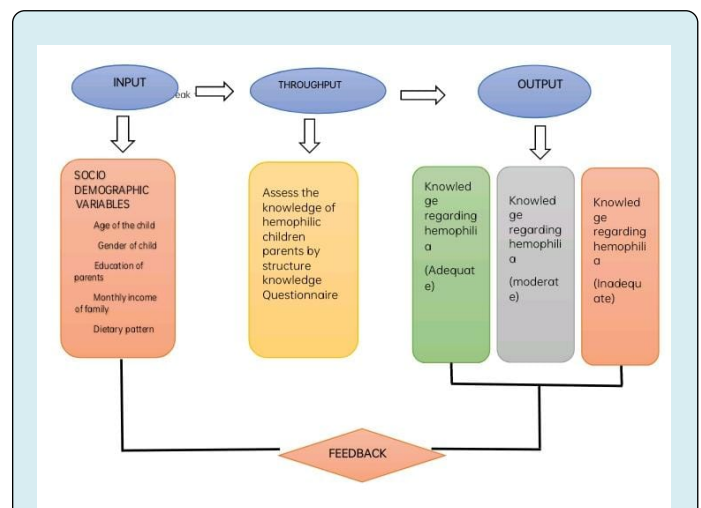 INPUT
eak
THROUGHPUT
OUTPUT
SOCIO
DEMOGRAPHIC
VARIABLES
Age of the child
Gender of child
Education of
parents
Monthly income
of family
Dietary pattern
Assess the
knowledge of
hemophilic
children
parents by
structure
knowledge
Questionnaire
Knowled
ge
regarding
hemophili
a
(Adequat
e)
Knowled
ge
regarding
hemophili
a
(moderat
e)
Knowled
ge
regarding
hemophili
a
(Inadequ
ate)
FEEDBACK